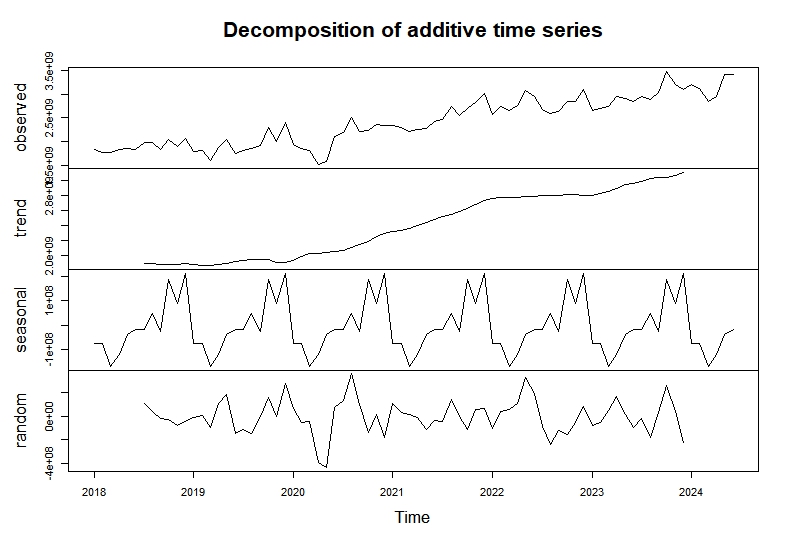 Decomposition of additive time series
observed
3.5e+09
2.5e+09
trend
2.8e+09
2.0e+09
seasonal
1e+08
-1e+08
random
0e+00
-4e+08
2018 2019 2020 2021 2022 2023 2024
Time